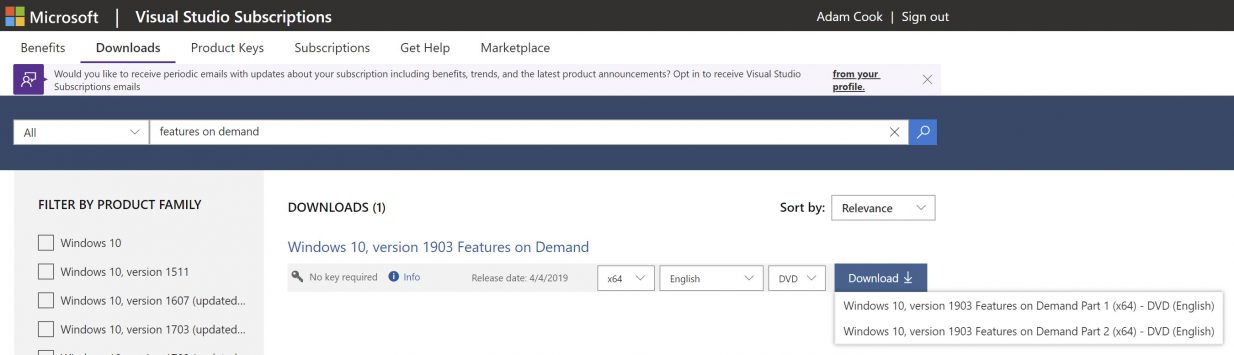 Microsoft | Visual Studio Subscriptions
Adam Cook | Sign out
Benefits Downloads Product Keys Subscriptions Get Help Marketplace
Would you like to receive periodic emails with updates about your subscription including benefits, trends, and the latest product announcements? Opt in to receive Visual Studio from your
Subscriptions emails profile.
All features on demand
FILTER BY PRODUCT FAMILY
Windows 10
Windows 10, version 1511
Windows 10, version 1607 (updated...
Windows 10, version 1703 (updated...
DOWNLOADS (1)
Sort by: Relevance
Windows 10, version 1903 Features on Demand
No key required Info Release date: 4/4/2019 x64 English DVD Download
Windows 10, version 1903 Features on Demand Part 1 (x64) - DVD (English)
Windows 10, version 1903 Features on Demand Part 2 (x64) - DVD (English)